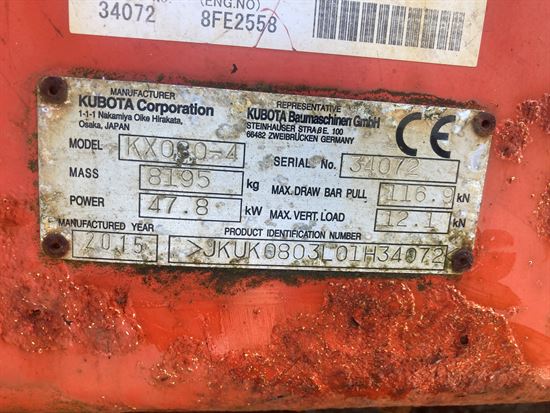 (ENG.NO)
34072 8FE2558
MANUFACTURER
KUBOTA Corporation
1-1-1 Nakamiya Oike Hirakata,
Osaka, JAPAN
REPRESENTATIVE
KUBOTA Baumaschinen GmbH
STEINHAUSER STRAßE. 100
66482 ZWEIBRÜCKEN GERMANY
CE
MODEL KX080-4
SERIAL No. 34072
MASS 8195 kg
MAX. DRAW BAR PULL 116.9 kN
POWER 47.8 kW
MAX. VERT. LOAD 12.1 kN
MANUFACTURED YEAR
2015
PRODUCT IDENTIFICATION NUMBER
>JKUK0803L01H34072